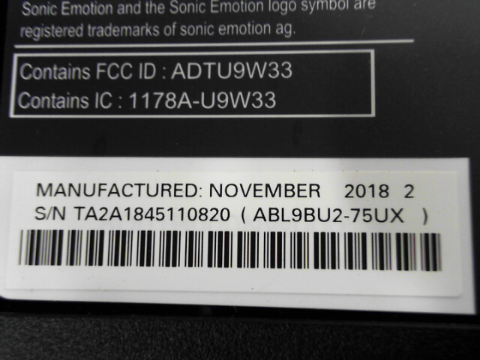 Sonic Emotion and the Sonic Emotion logo symbol are
registered trademarks of sonic emotion ag.
Contains FCC ID : ADTU9W33
Contains IC : 1178A-U9W33
MANUFACTURED: NOVEMBER 2018 2
S/N TA2A1845110820 ( ABL9BU2-75UX )